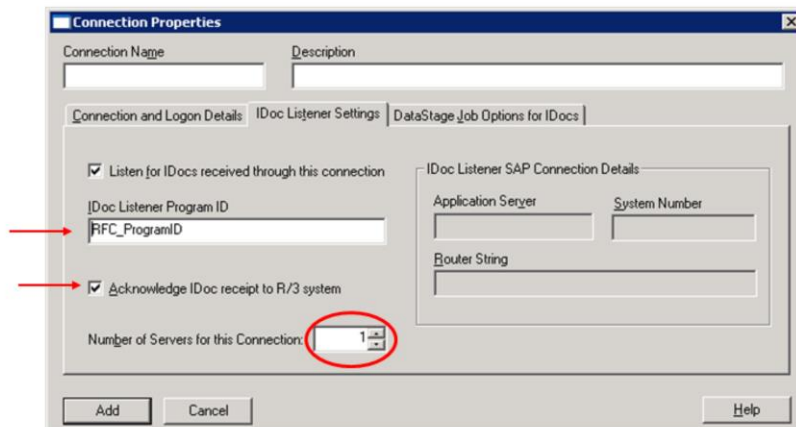 Connection Properties
Connection Name Description
Connection and Logon Details IDoc Listener Settings DataStage Job Options for IDocs
Listen for IDocs received through this connection
IDoc Listener SAP Connection Details
IDoc Listener Program ID
Application Server System Number
RFC_ProgramID
Router String
Acknowledge IDoc receipt to R/3 system
Number of Servers for this Connection: 1
Add Cancel Help